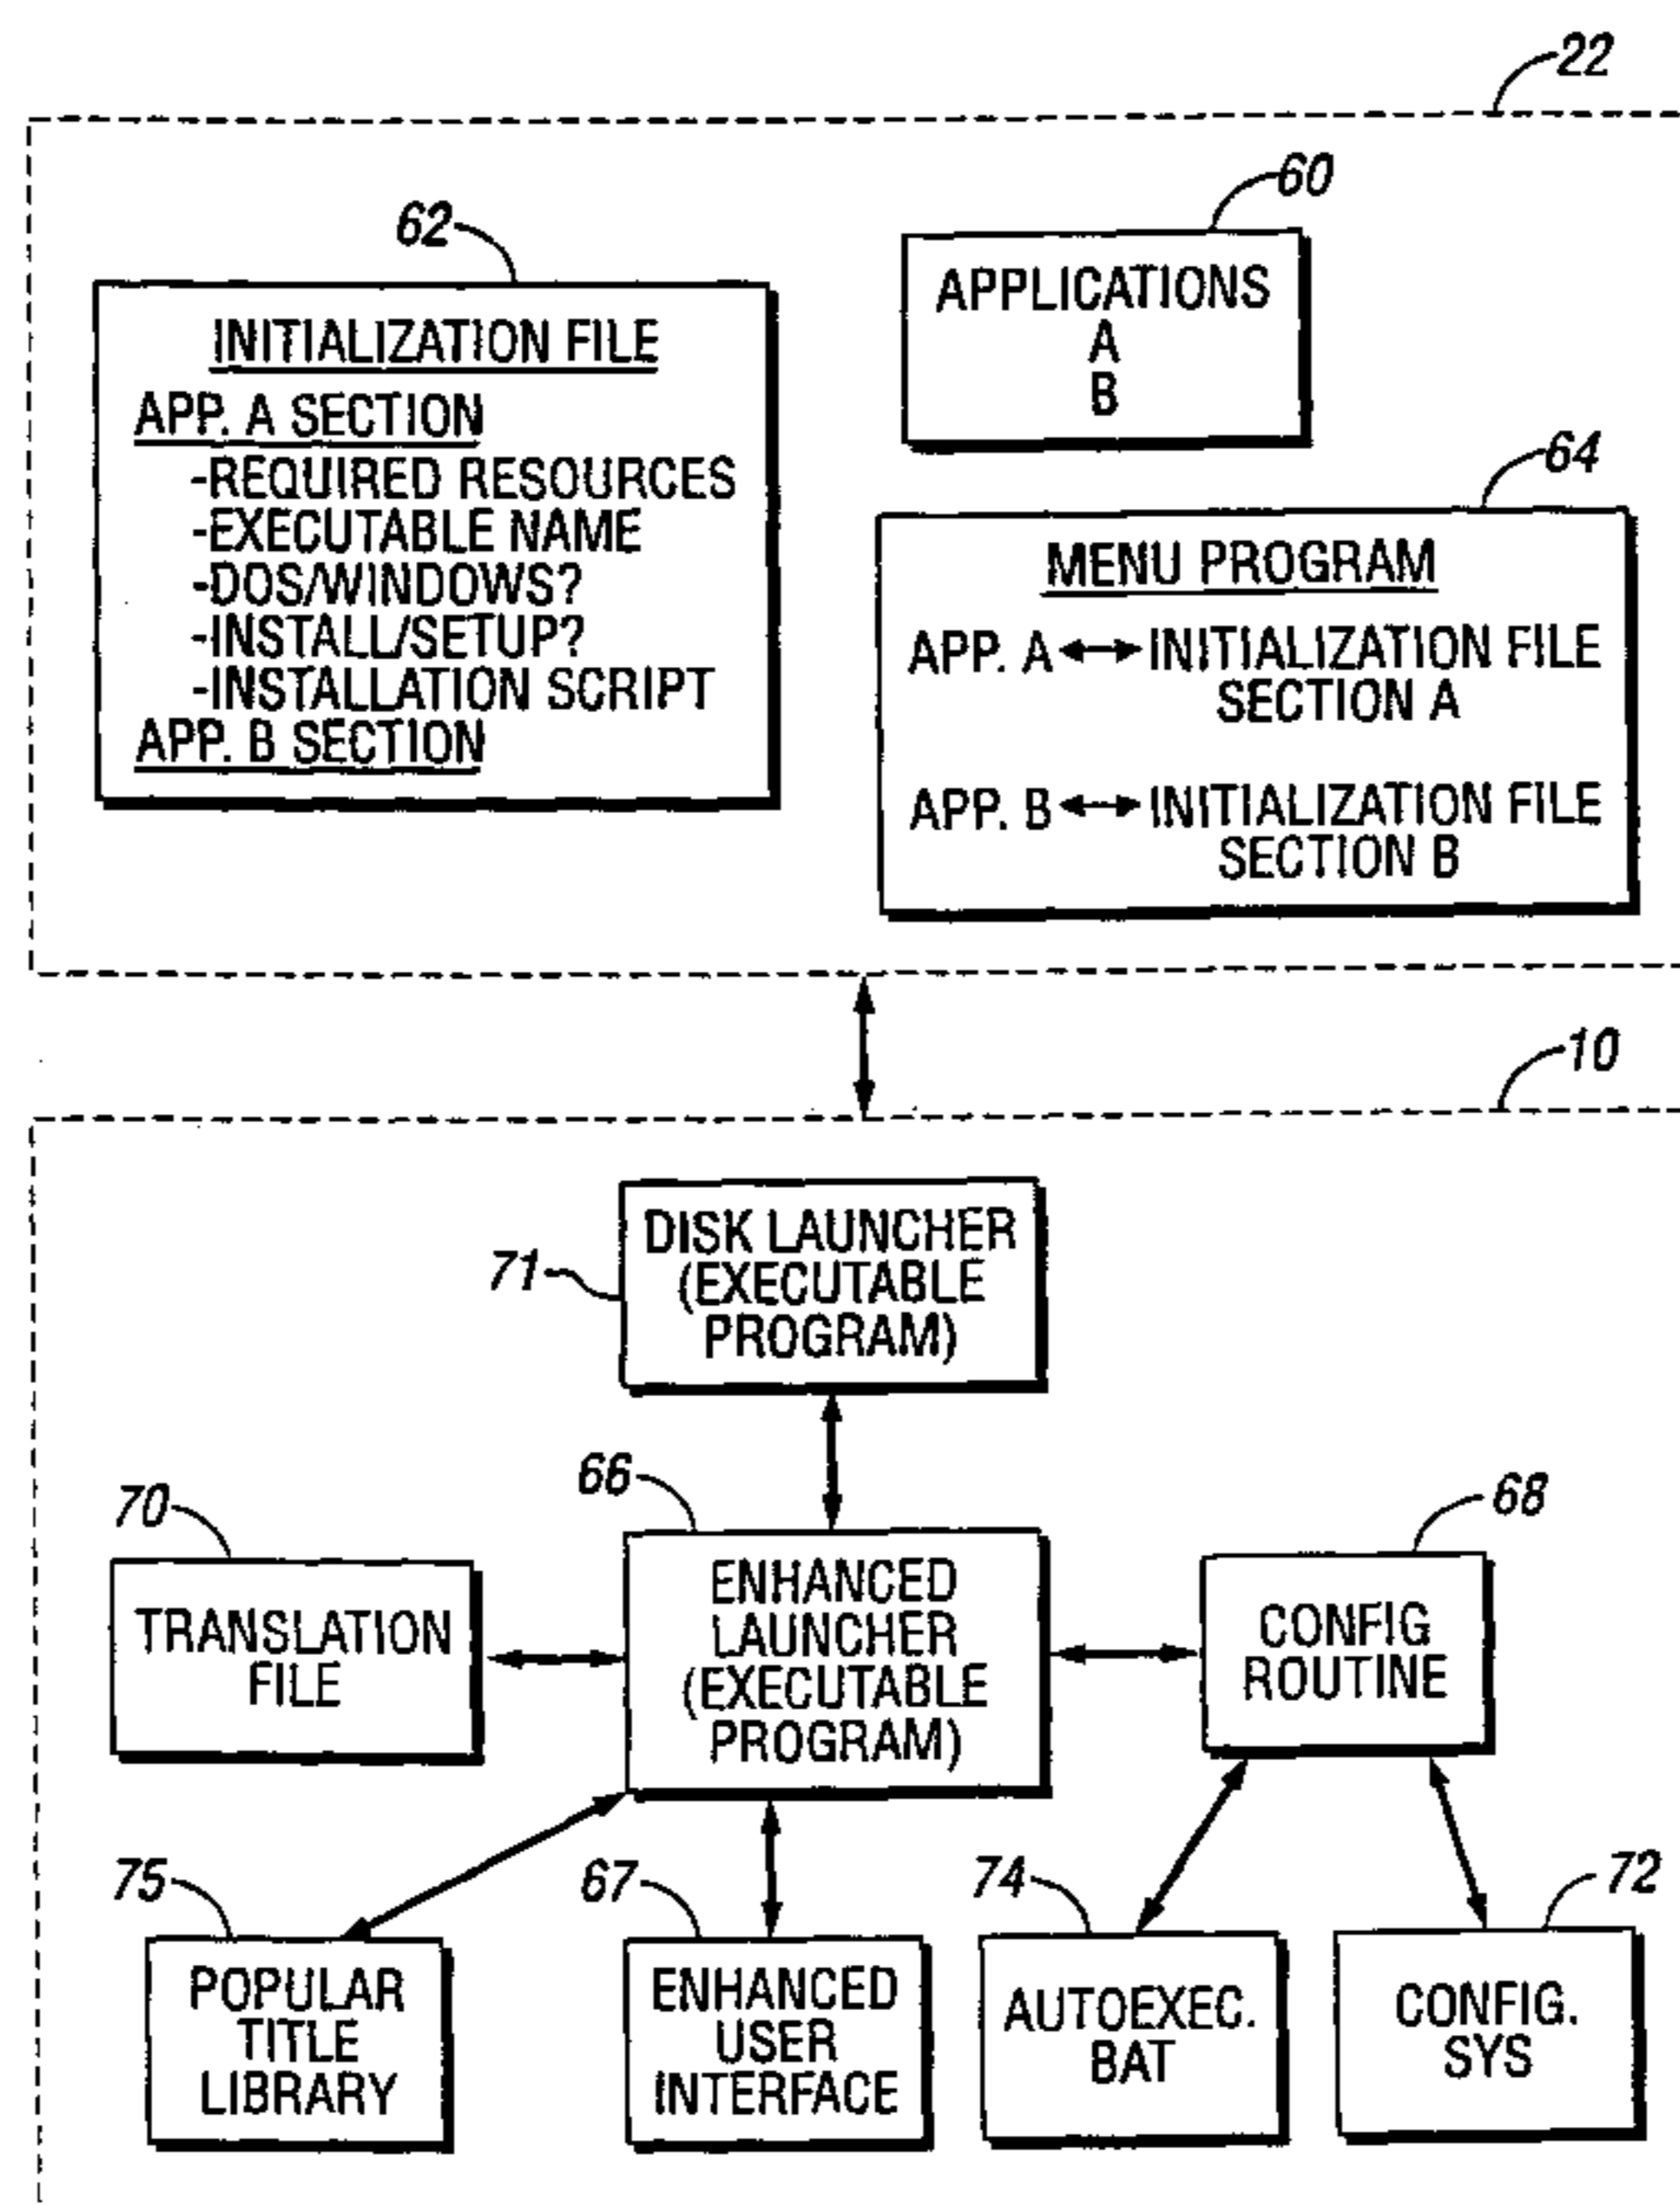 22
60
62
APPLICATIONS
A
B
INITIALIZATION FILE
APP. A SECTION
-REQUIRED RESOURCES
-EXECUTABLE NAME
-DOS/WINDOWS?
-INSTALL/SETUP?
-INSTALLATION SCRIPT
APP. B SECTION
64
MENU PROGRAM
APP. A INITIALIZATION FILE
SECTION A
APP. B INITIALIZATION FILE
SECTION B
10
71
DISK LAUNCHER
(EXECUTABLE
PROGRAM)
70
TRANSLATION
FILE
66
ENHANCED
LAUNCHER
(EXECUTABLE
PROGRAM)
68
CONFIG
ROUTINE
75
POPULAR
TITLE
LIBRARY
67
ENHANCED
USER
INTERFACE
74
AUTOEXEC.
BAT
72
CONFIG.
SYS